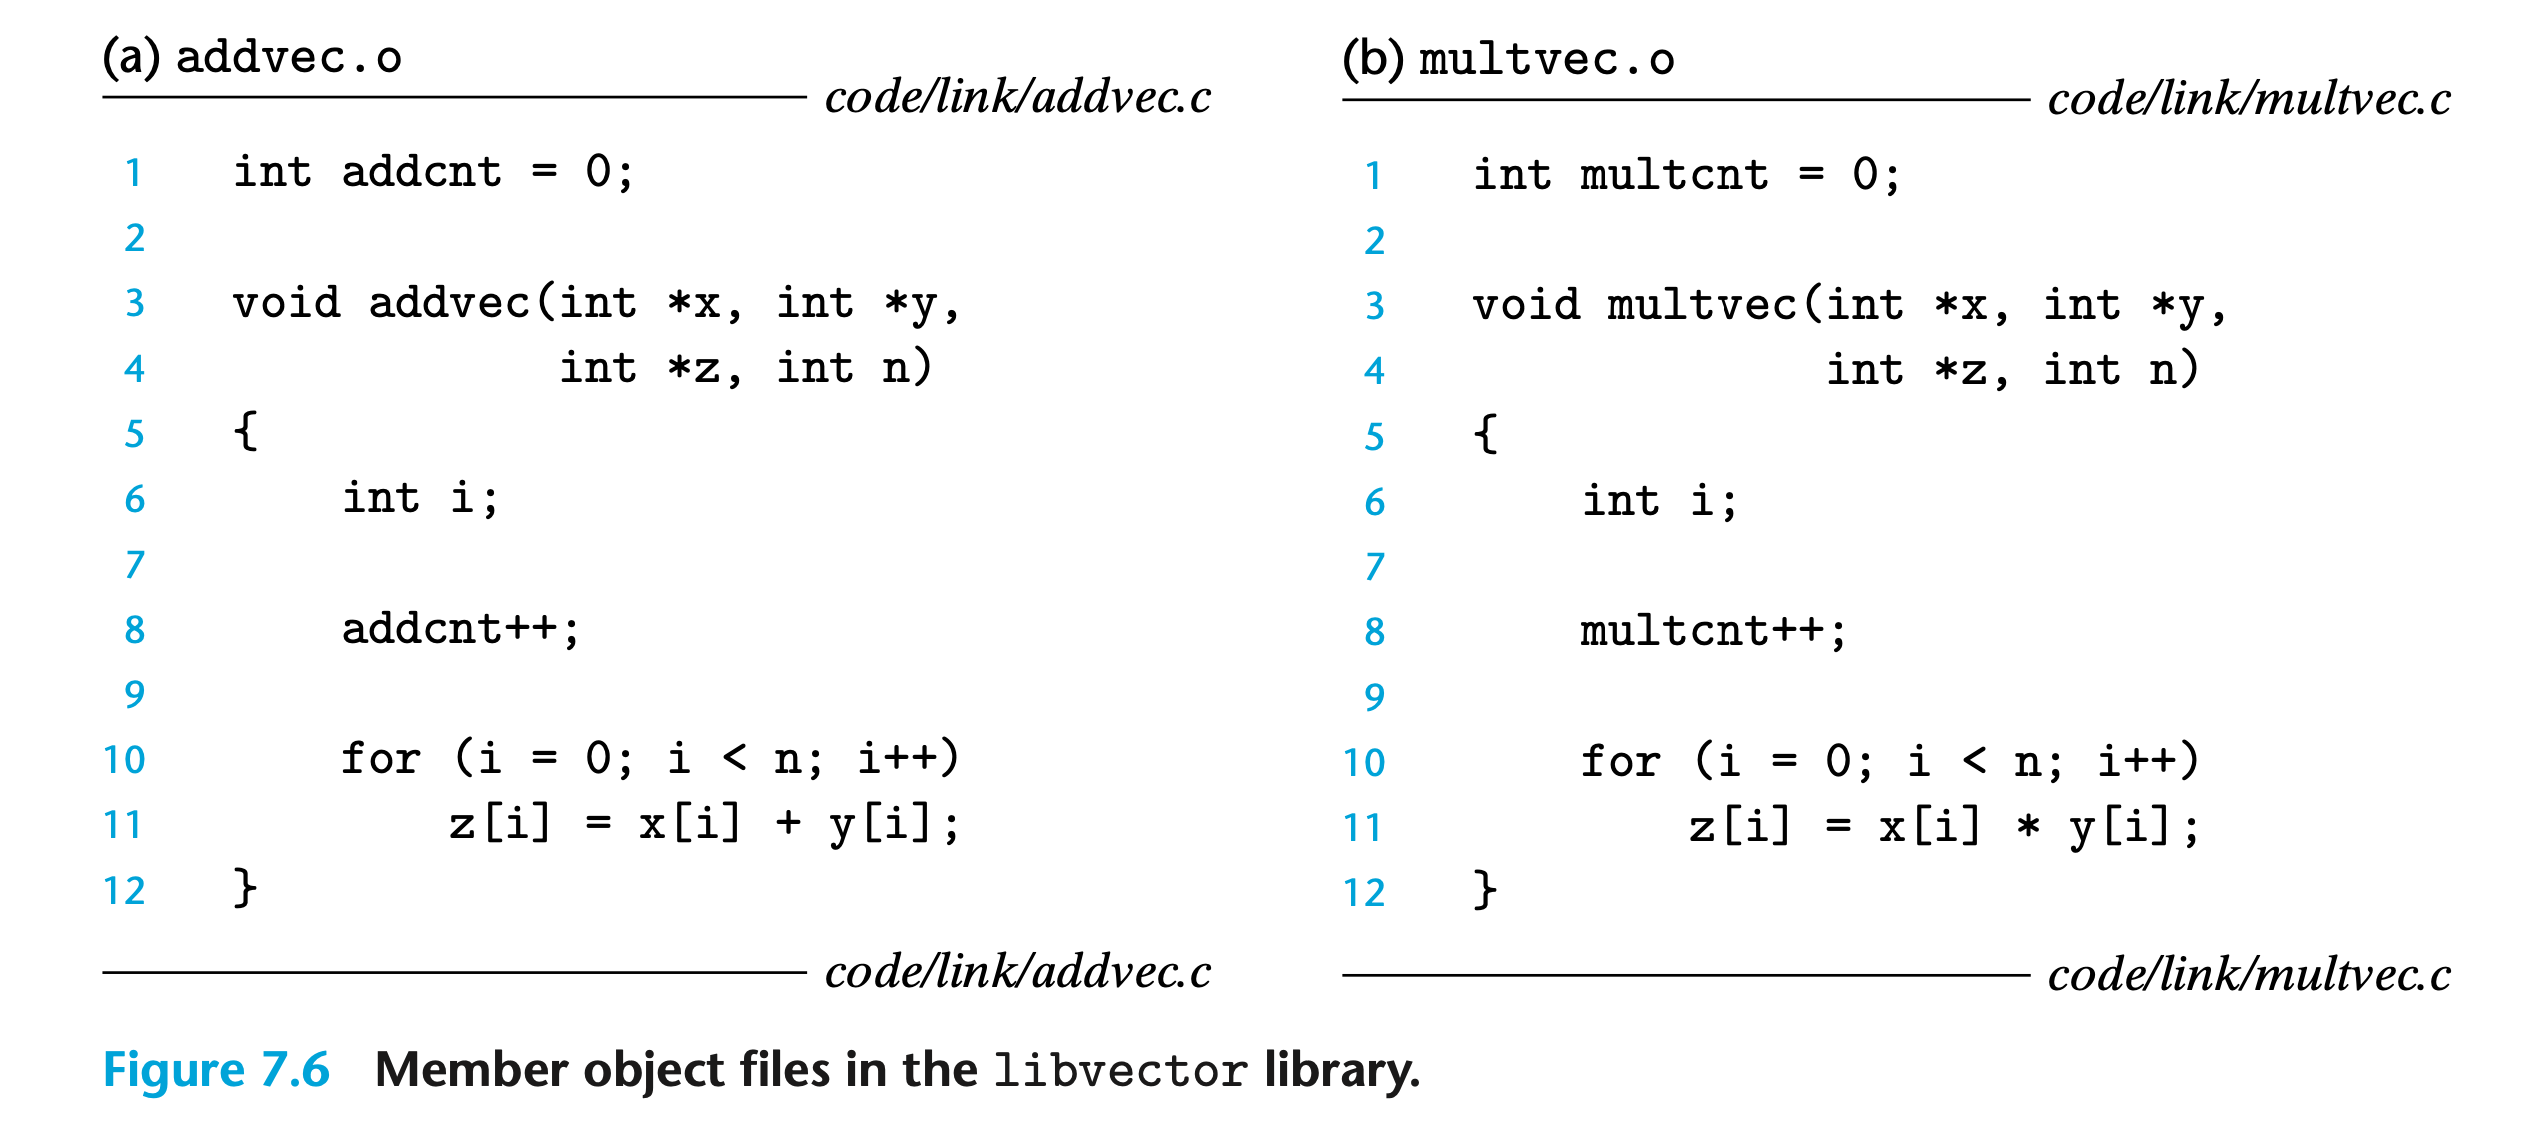 (a) addvec.o
code/link/addvec.c
1 int addcnt = 0;
2
3 void addvec(int *x, int *y,
4             int *z, int n)
5 {
6     int i;
7
8     addcnt++;
9
10     for (i = 0; i < n; i++)
11         z[i] = x[i] + y[i];
12 }
code/link/addvec.c
(b) multvec.o
code/link/multvec.c
1 int multcnt = 0;
2
3 void multvec(int *x, int *y,
4              int *z, int n)
5 {
6     int i;
7
8     multcnt++;
9
10     for (i = 0; i < n; i++)
11         z[i] = x[i] * y[i];
12 }
code/link/multvec.c
Figure 7.6 Member object files in the libvector library.